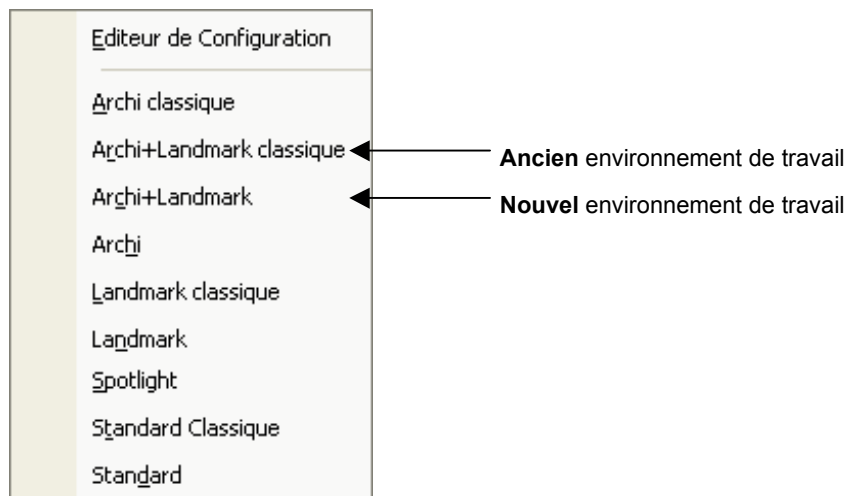 Editeur de Configuration
Archi classique
Archi+Landmark classique
Ancien environnement de travail
Archi+Landmark
Nouvel environnement de travail
Archi
Landmark classique
Landmark
Spotlight
Standard Classique
Standard